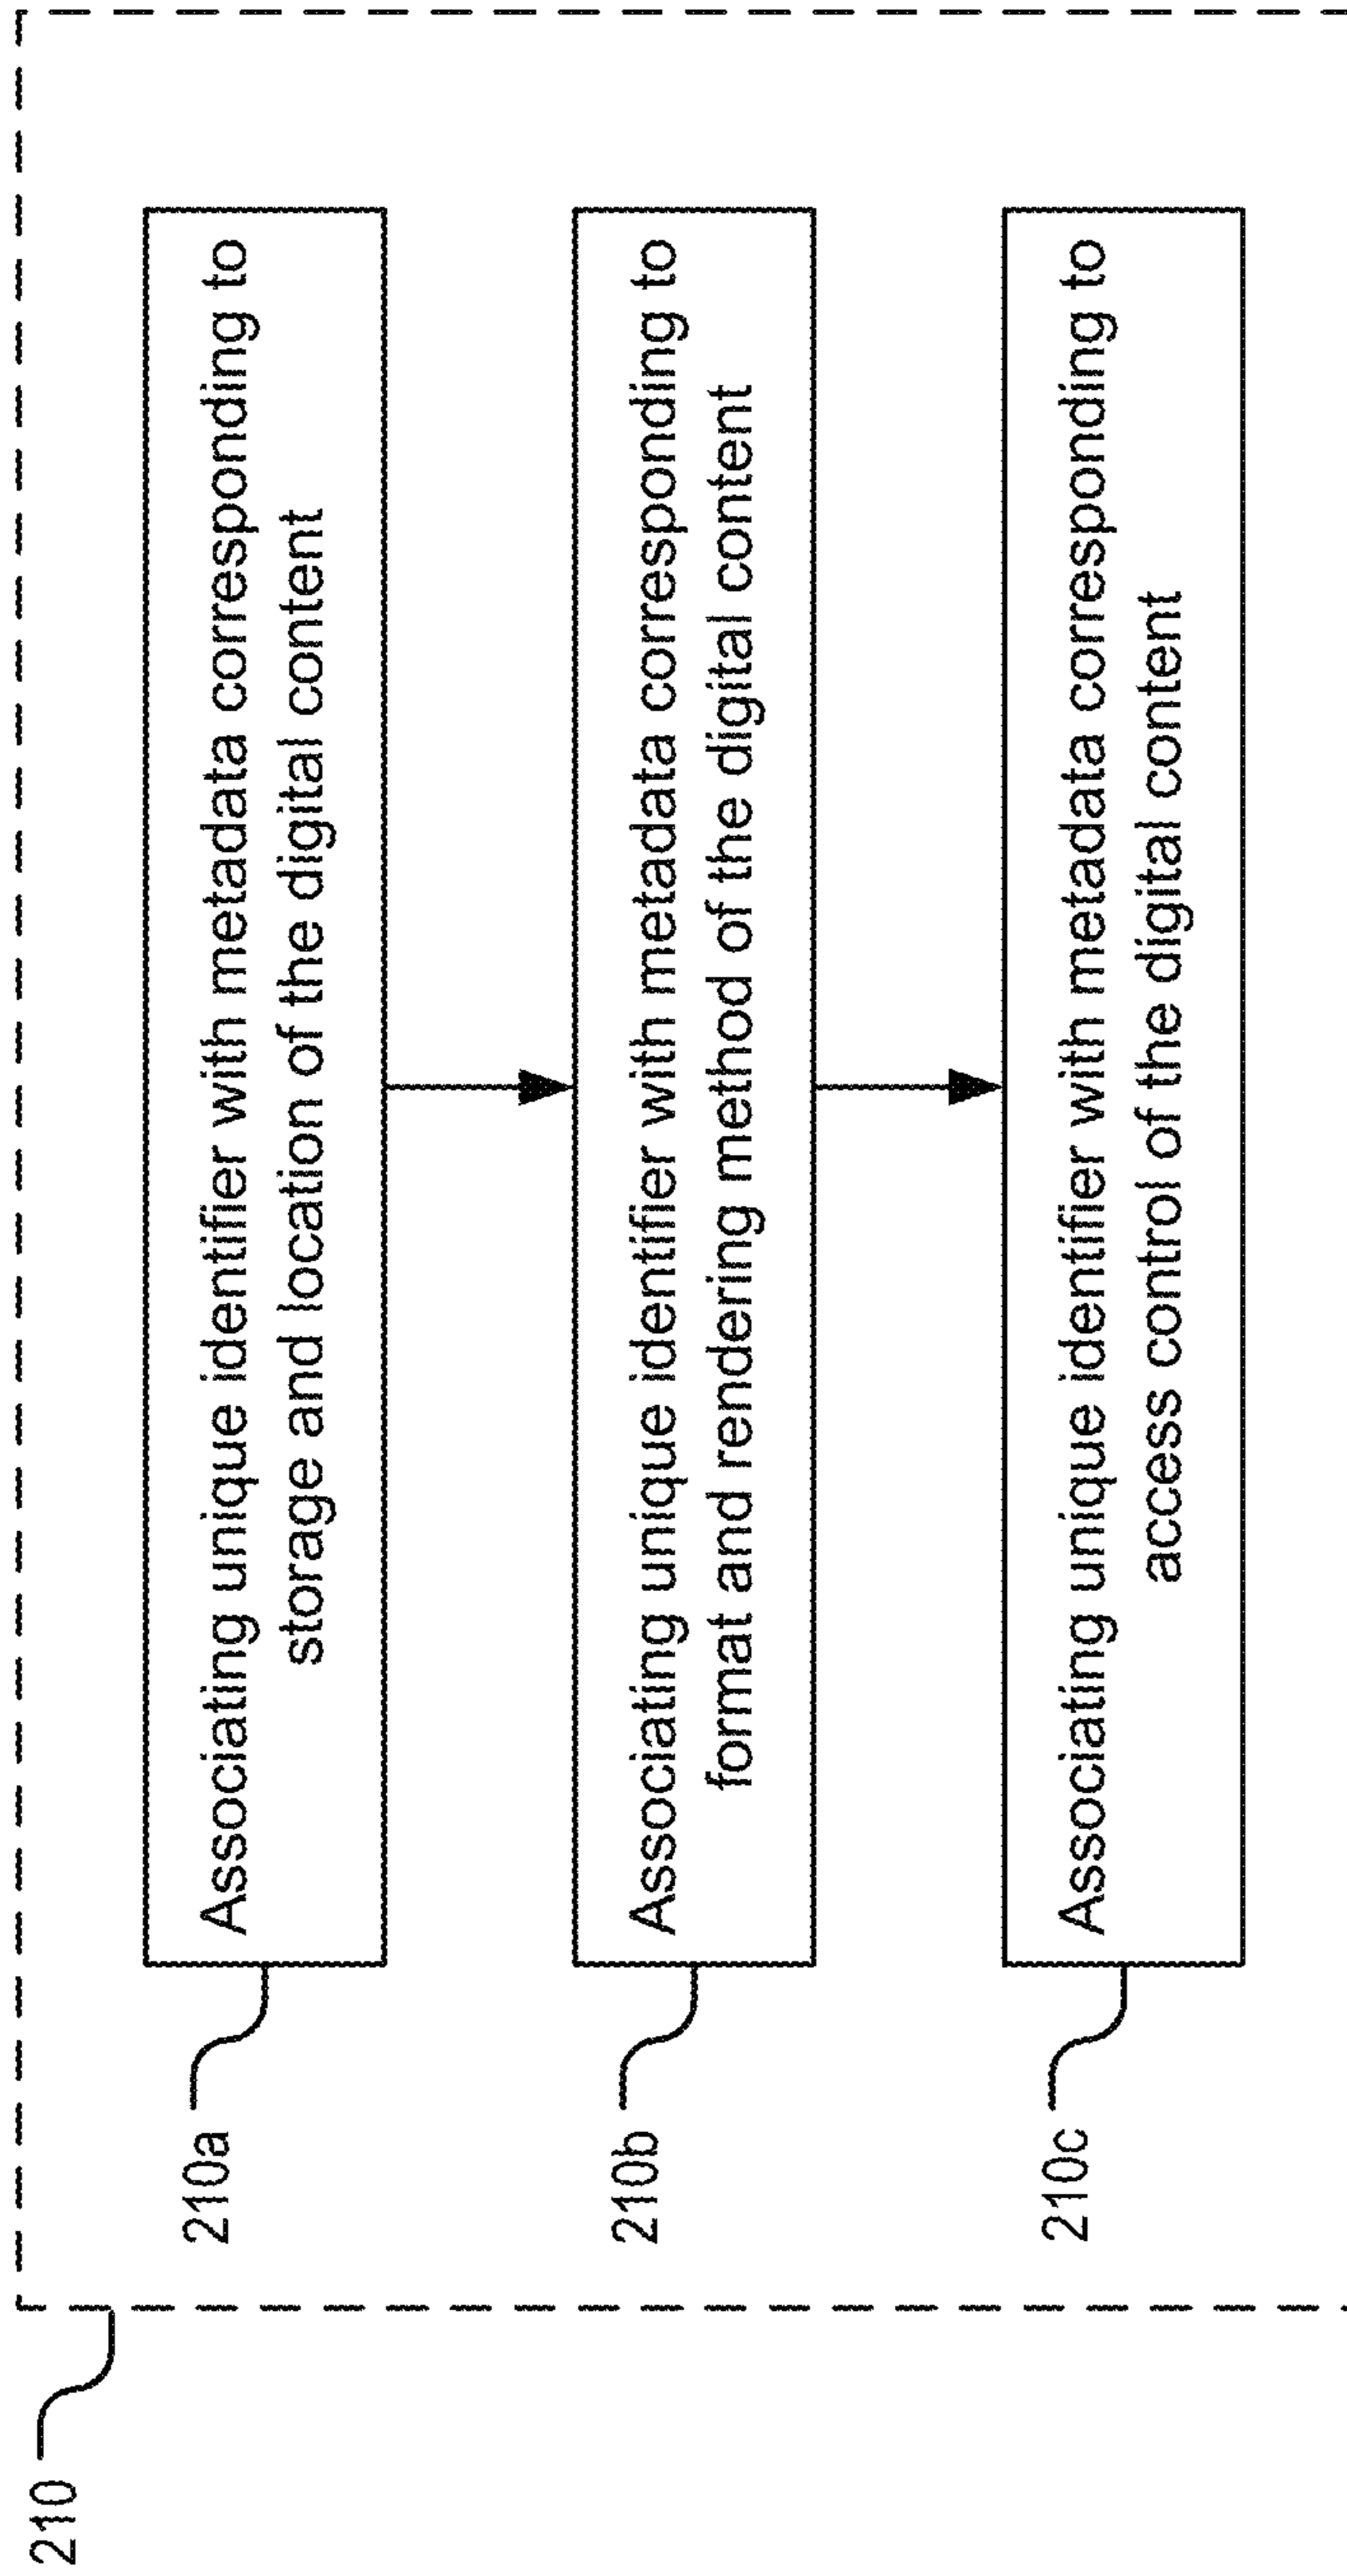 210
210a
Associating unique identifier with metadata corresponding to
storage and location of the digital content
210b
Associating unique identifier with metadata corresponding to
format and rendering method of the digital content
210c
Associating unique identifier with metadata corresponding to
access control of the digital content